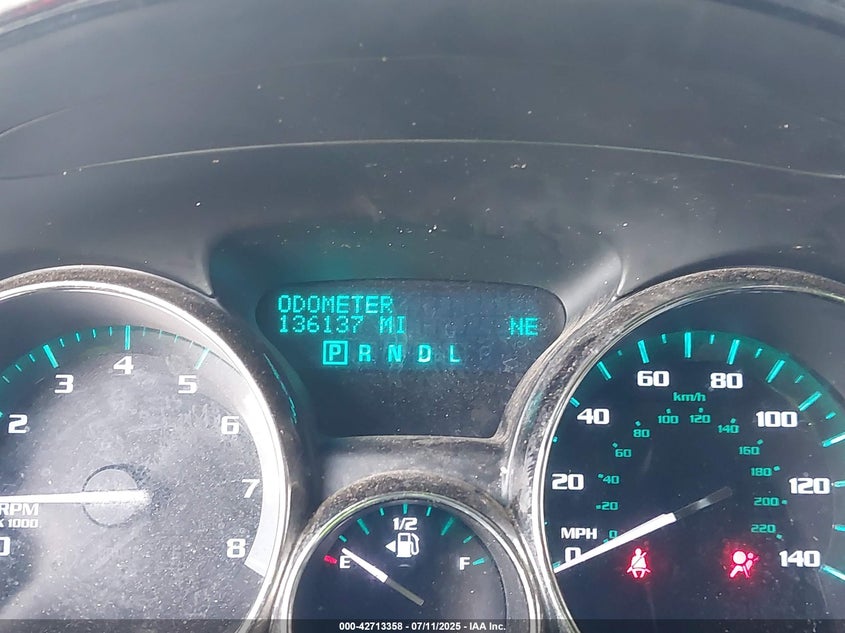 ODOMETER
136137 MI NE
P R N D L
0 2 3 4 5 6 7 8
RPM
X 1000
1/2
E F
0 20 40 60 80 100 120 140
MPH
km/h
0 20 40 60 80 100 120 140 160 180 200 220
000-42713358 - 07/11/2025 - IAA Inc.